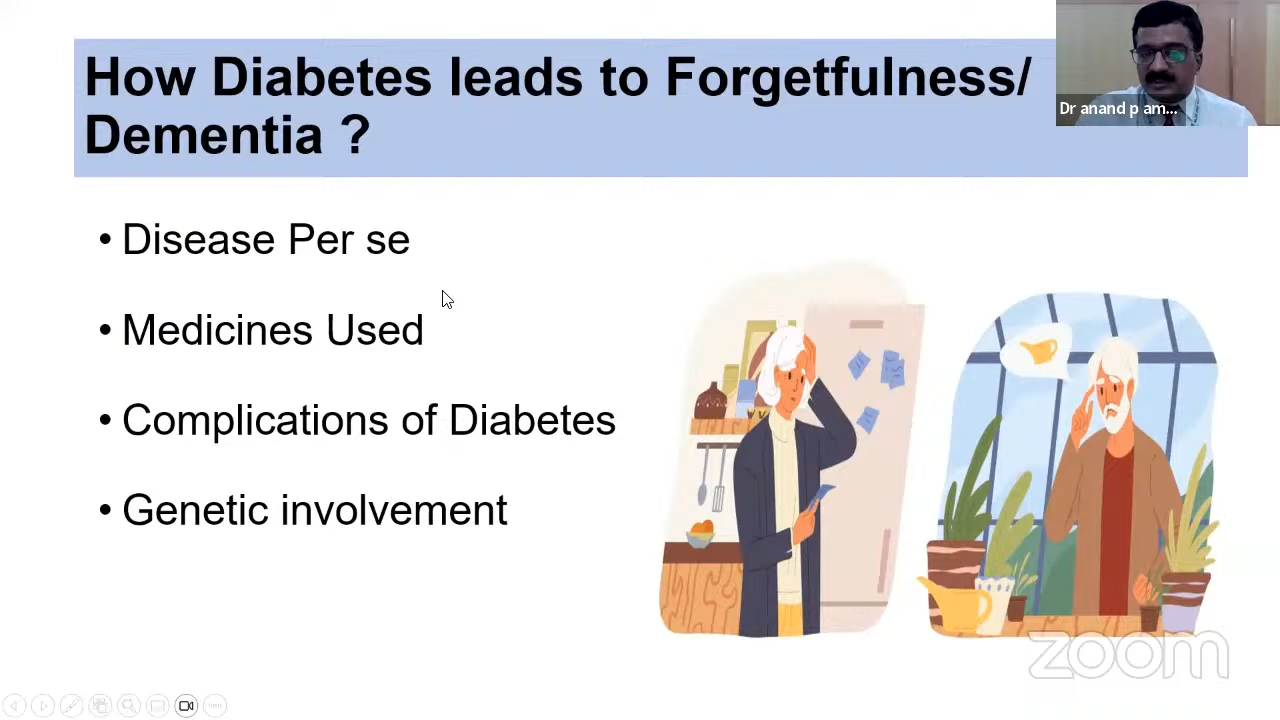 How Diabetes leads to Forgetfulness/
Dementia ?
Dr anand p am...
• Disease Per se
• Medicines Used
• Complications of Diabetes
• Genetic involvement
zoom